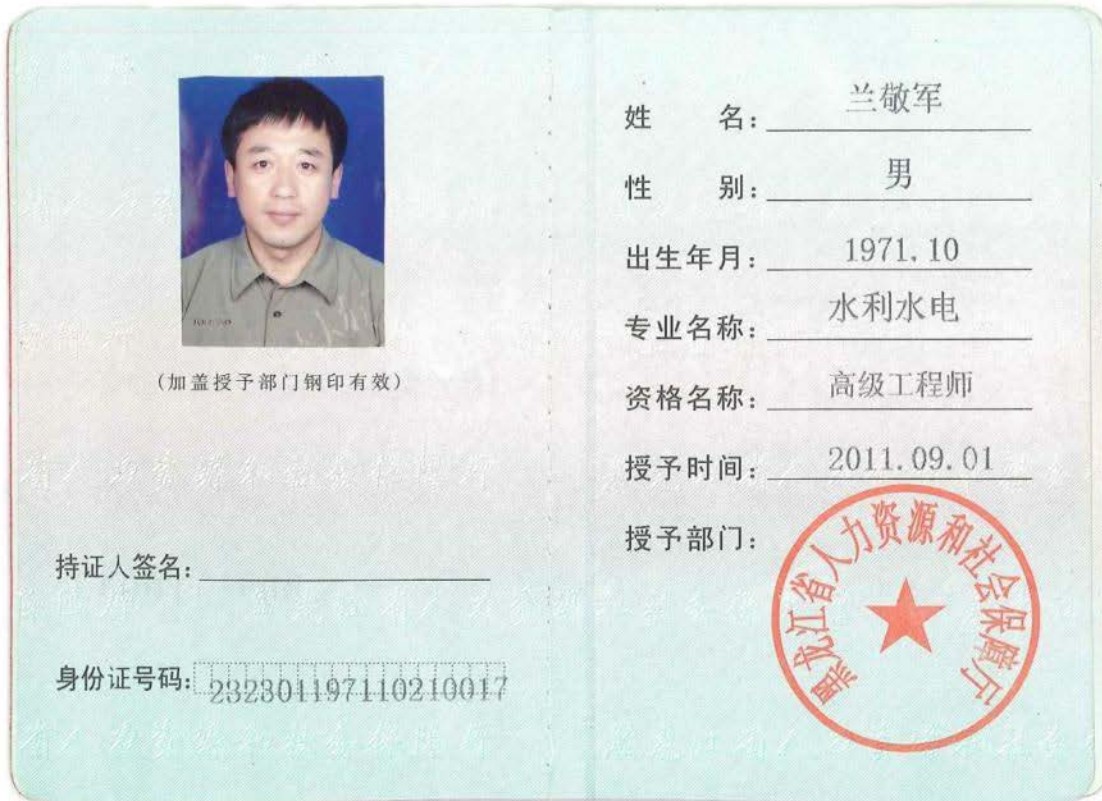 (加盖授予部门钢印有效)
持证人签名:
身份证号码: 232301197110210017
姓 名: 兰敬军
性 别: 男
出生年月: 1971.10
专业名称: 水利水电
资格名称: 高级工程师
授予时间: 2011.09.01
授予部门:
黑龙江省人力资源和社会保障厅